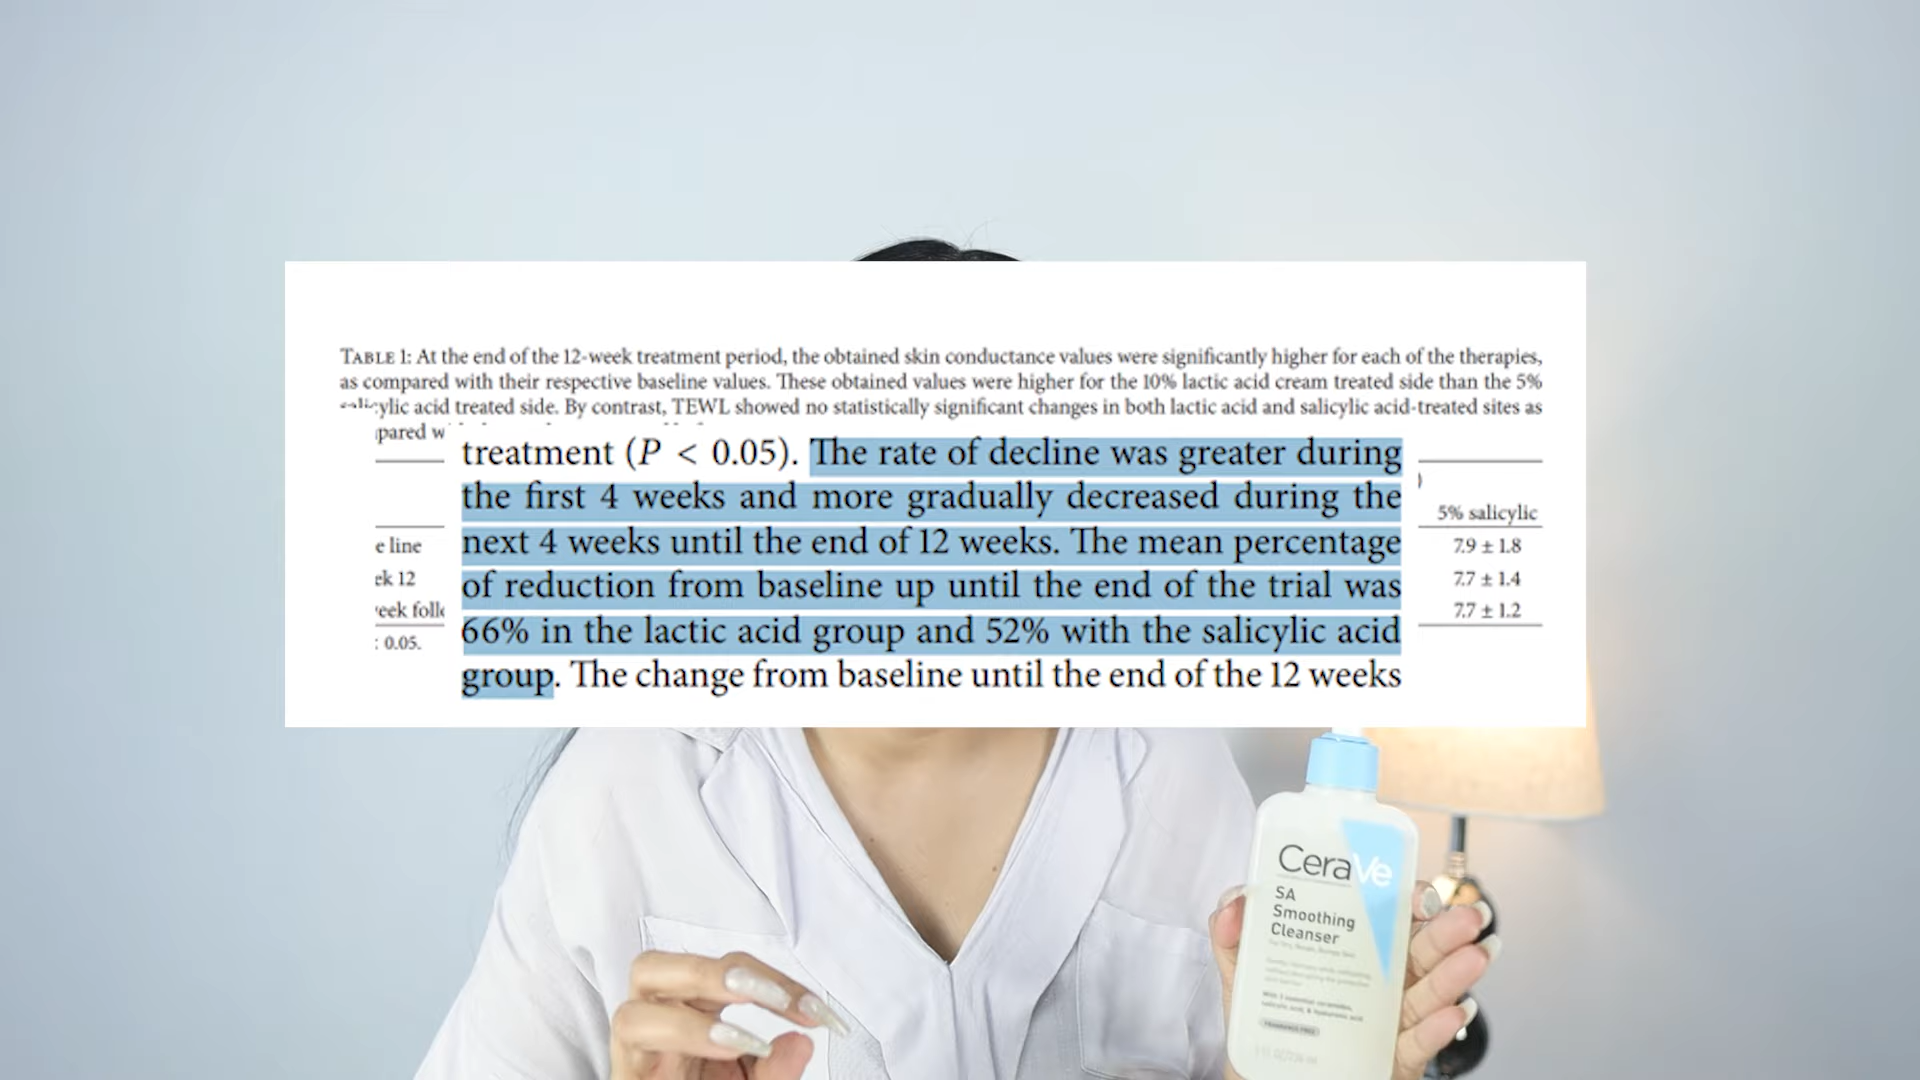 TABLE 1: At the end of the 12-week treatment period, the obtained skin conductance values were significantly higher for each of the therapies,
as compared with their respective baseline values. These obtained values were higher for the 10% lactic acid cream treated side than the 5%
salicylic acid treated side. By contrast, TEWL showed no statistically significant changes in both lactic acid and salicylic acid-treated sites as
pared w
treatment (P < 0.05). The rate of decline was greater during
the first 4 weeks and more gradually decreased during the
next 4 weeks until the end of 12 weeks. The mean percentage
of reduction from baseline up until the end of the trial was
66% in the lactic acid group and 52% with the salicylic acid
group. The change from baseline until the end of the 12 weeks
e line
ek 12
eek foll
: 0.05.
)
5% salicylic
7.9 ± 1.8
7.7 ± 1.4
7.7 ± 1.2
CeraVe
SA
Smoothing
Cleanser
FRAGRANCE FREE